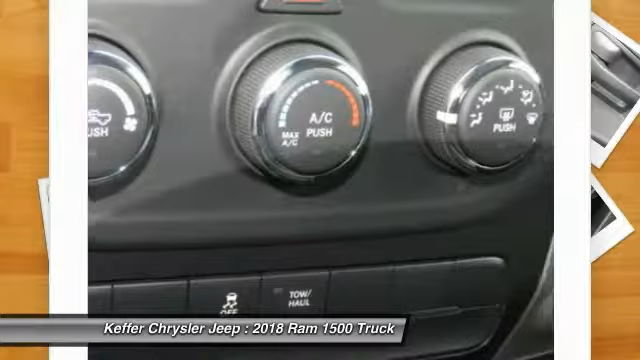 A/C
PUSH
MAX
A/C
PUSH
PUSH
TOW/
HAUL
OFF
Keffer Chrysler Jeep : 2018 Ram 1500 Truck